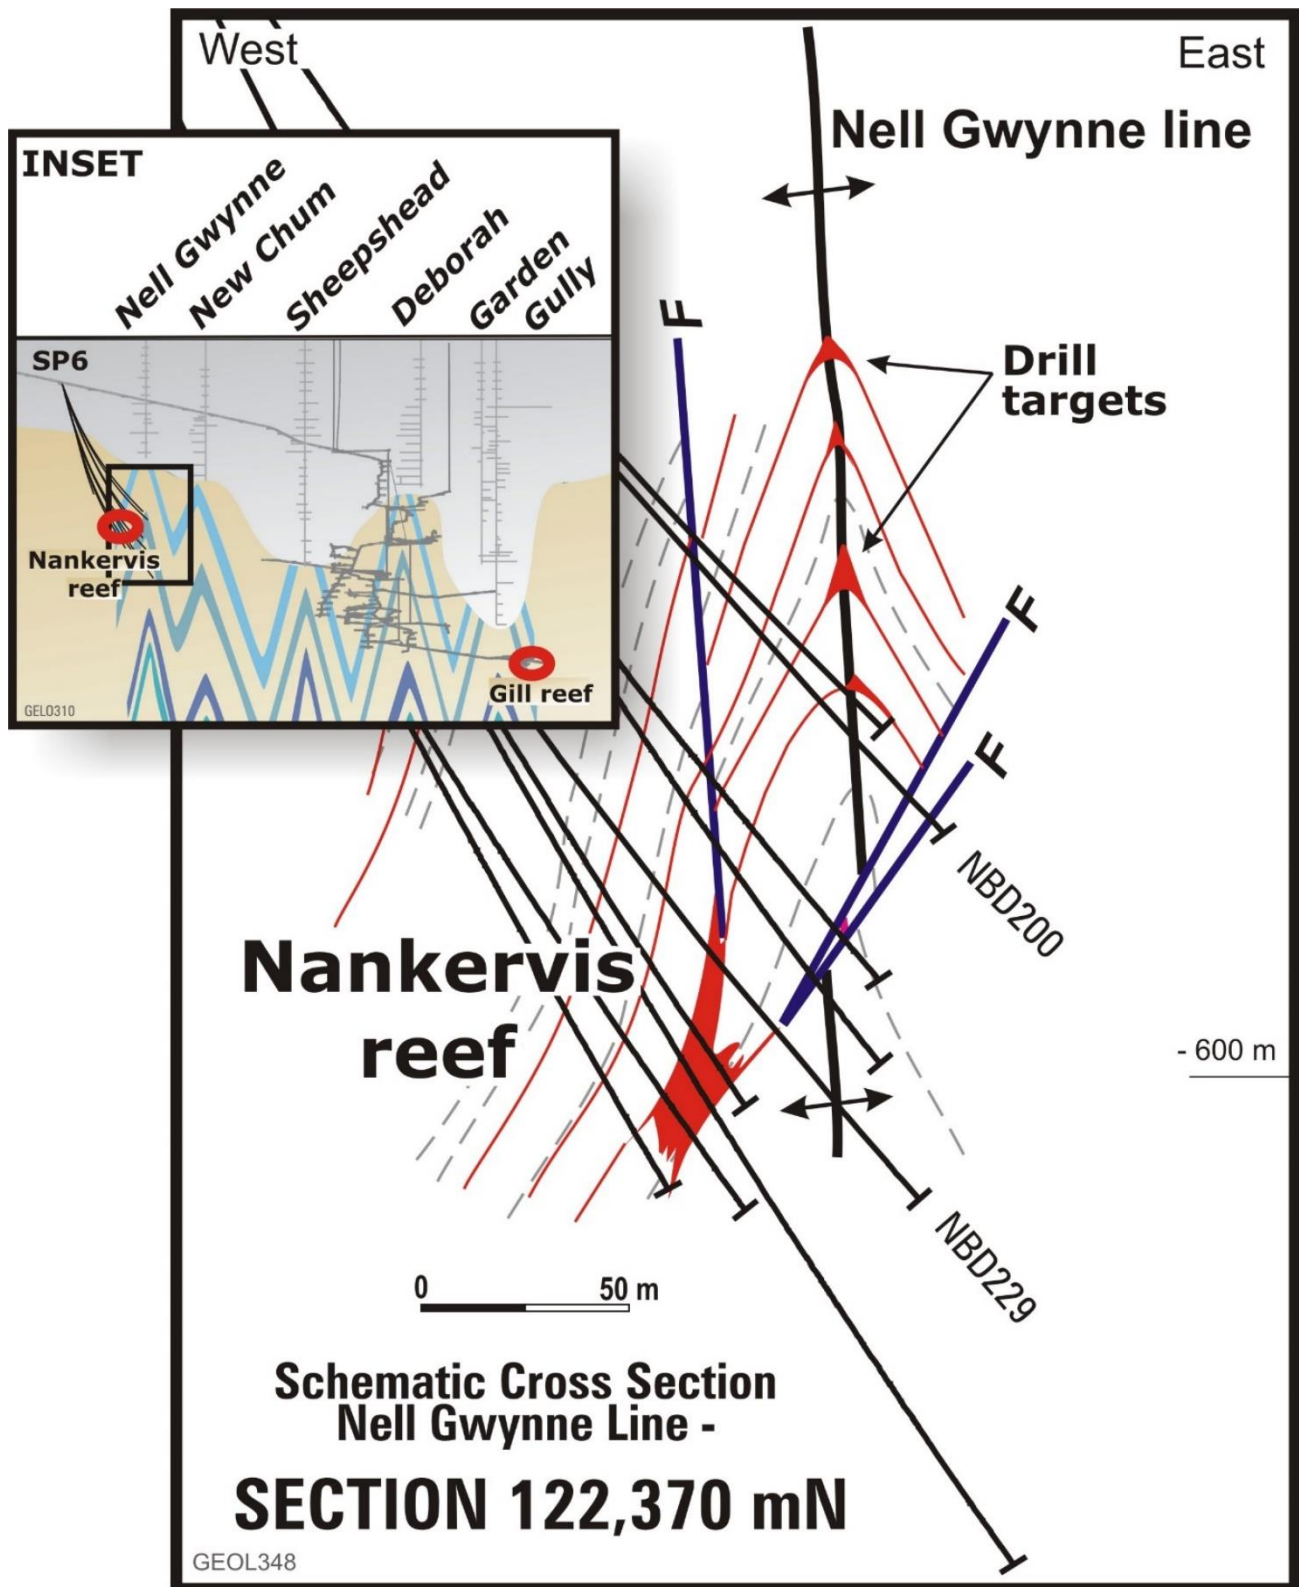 West
East
Nell Gwynne line
INSET
Nell Gwynne
New Chum
Sheepshead
Deborah
Garden
Gully
SP6
Nankervis
reef
Gill reef
GEL0310
F
Drill
targets
F
F
NBD200
Nankervis
reef
- 600 m
NBD229
0
50 m
Schematic Cross Section
Nell Gwynne Line -
SECTION 122,370 mN
GEOL348